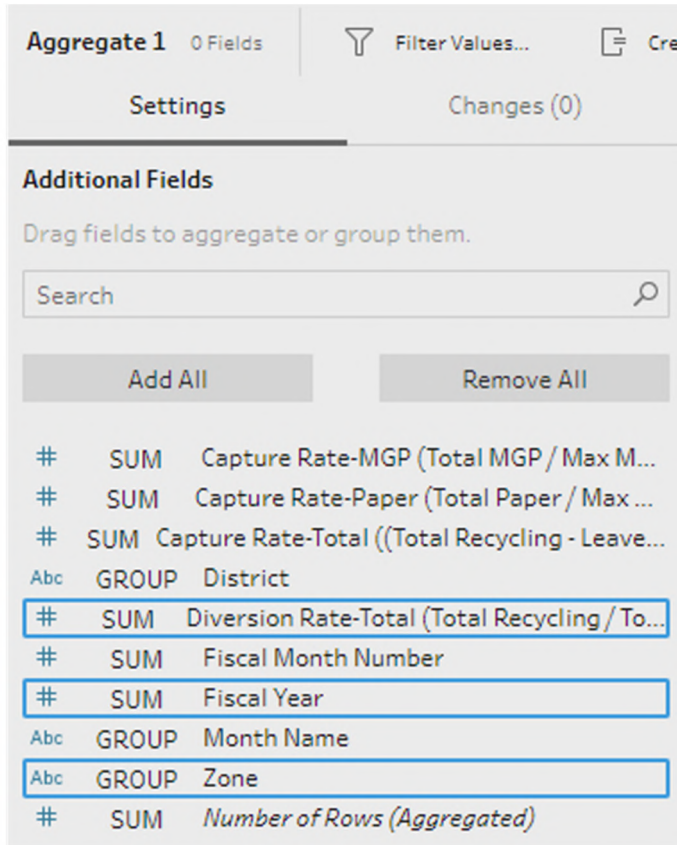 Aggregate 1 0 Fields Filter Values... Cre
Settings Changes (0)
Additional Fields
Drag fields to aggregate or group them.
Search
Add All Remove All
# SUM Capture Rate-MGP (Total MGP / Max M...
# SUM Capture Rate-Paper (Total Paper / Max ...
# SUM Capture Rate-Total ((Total Recycling - Leave...
Abc GROUP District
# SUM Diversion Rate-Total (Total Recycling / To...
# SUM Fiscal Month Number
# SUM Fiscal Year
Abc GROUP Month Name
Abc GROUP Zone
# SUM Number of Rows (Aggregated)